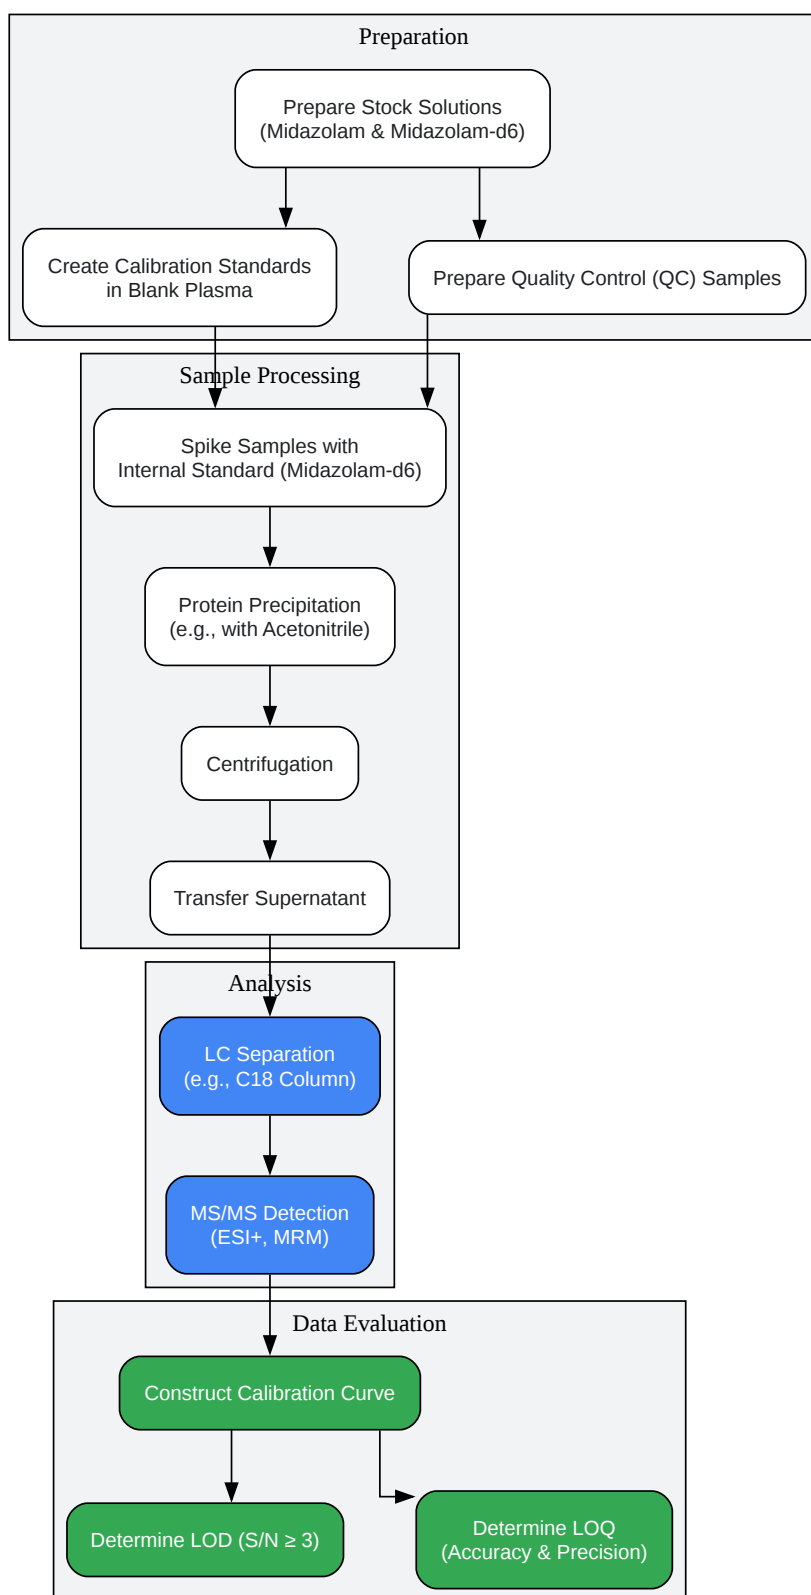 Preparation
Prepare Stock Solutions
(Midazolam & Midazolam-d6)
Create Calibration Standards
in Blank Plasma
Prepare Quality Control (QC) Samples
Sample Processing
Spike Samples with
Internal Standard (Midazolam-d6)
Protein Precipitation
(e.g., with Acetonitrile)
Centrifugation
Transfer Supernatant
Analysis
LC Separation
(e.g., C18 Column)
MS/MS Detection
(ESI+, MRM)
Data Evaluation
Construct Calibration Curve
Determine LOD (S/N ≥ 3)
Determine LOQ
(Accuracy & Precision)